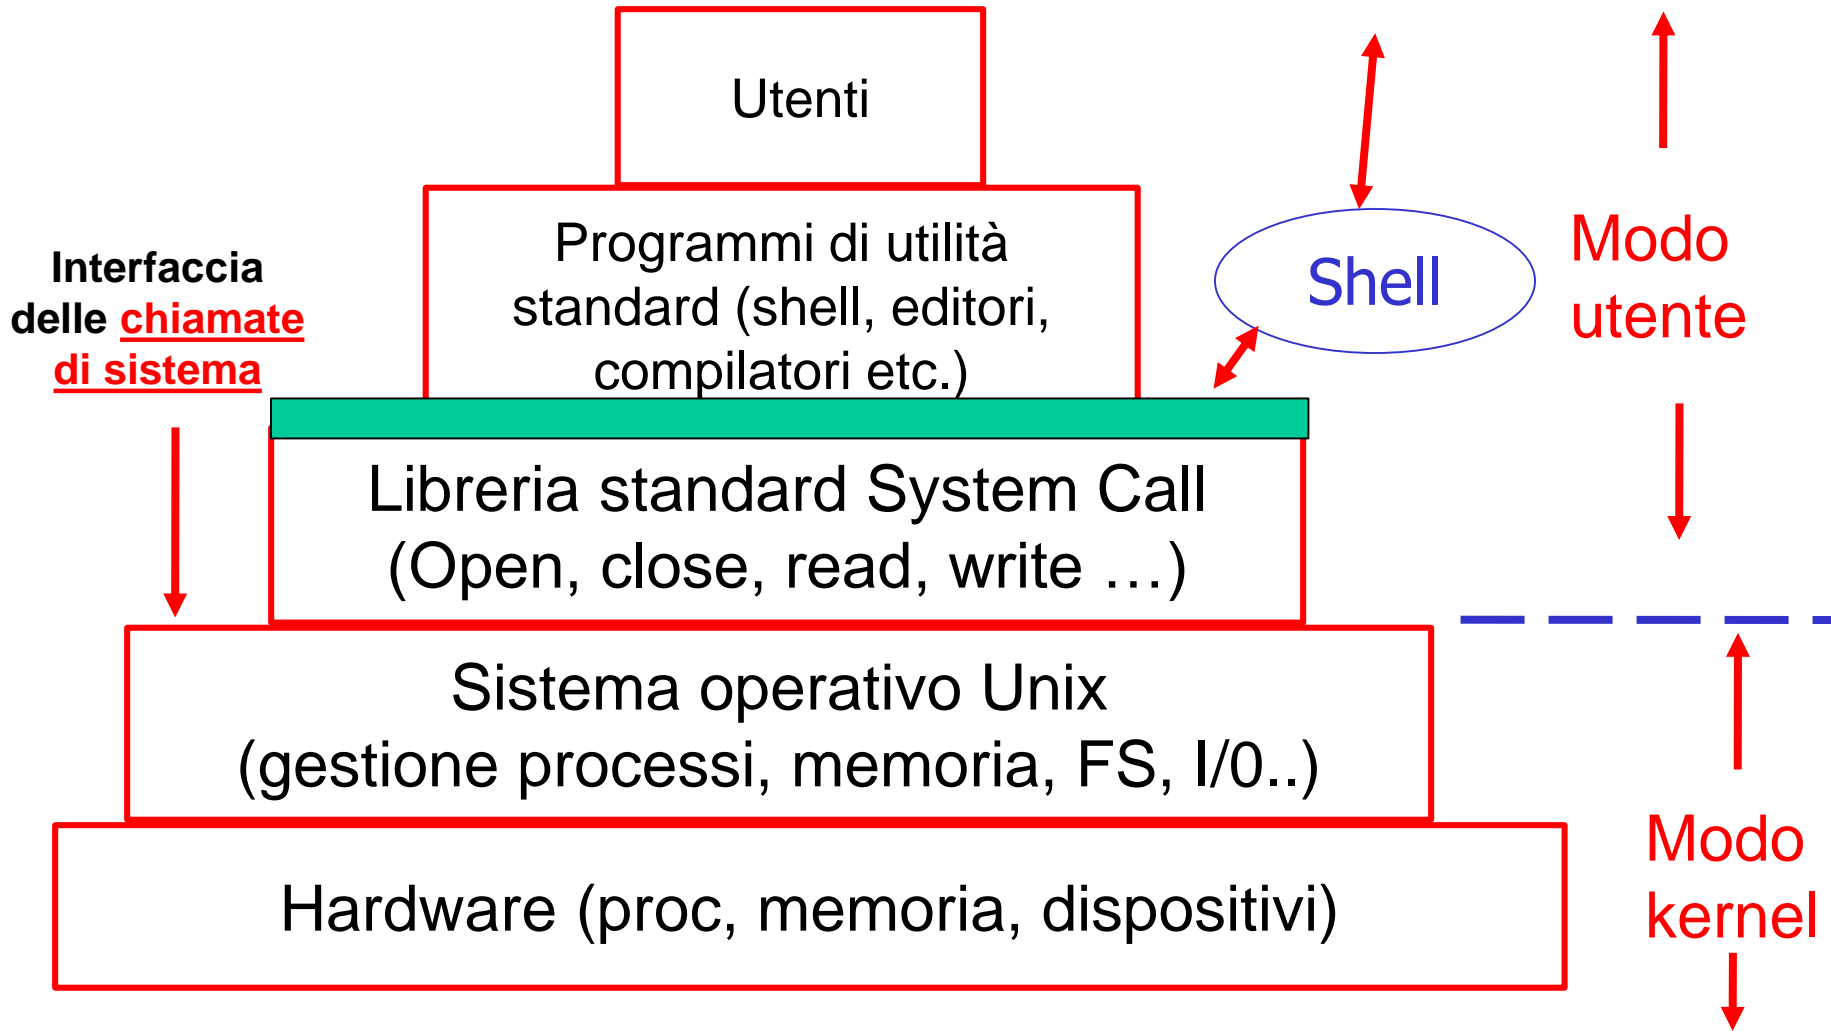 Utenti
Programmi di utilità
standard (shell, editori,
compilatori etc.)
Interfaccia
delle chiamate
di sistema
Shell
Modo
utente
Libreria standard System Call
(Open, close, read, write …)
Sistema operativo Unix
(gestione processi, memoria, FS, I/0..)
Hardware (proc, memoria, dispositivi)
Modo
kernel